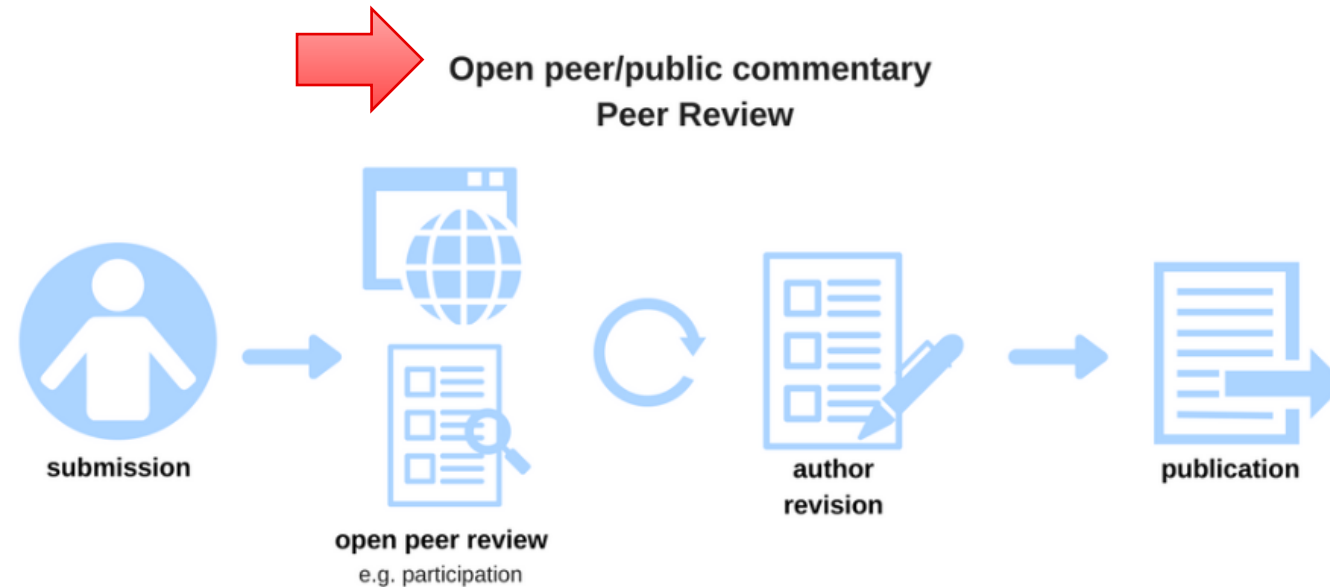 Open peer/public commentary
Peer Review
submission
open peer review
e.g. participation
author
revision
publication